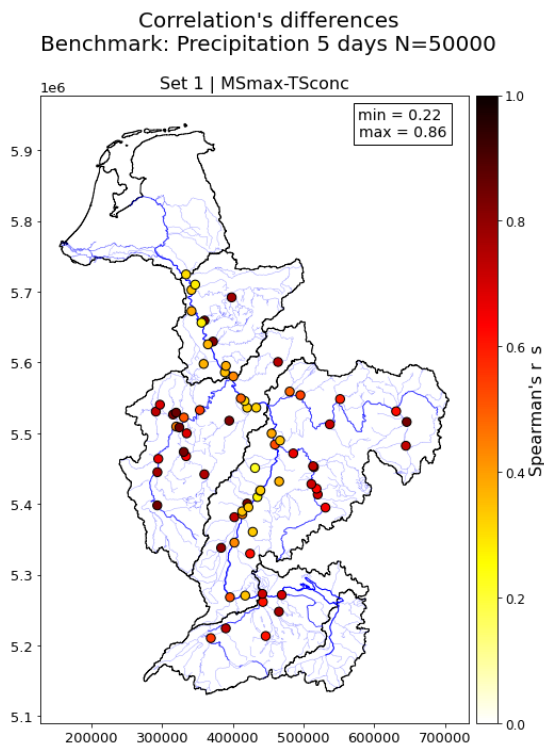 Correlation's differences
Benchmark: Precipitation 5 days N=50000
Set 1 | MSmax-TSconc
1e6
min = 0.22
max = 0.86
5.9
5.8
5.7
5.6
5.5
5.4
5.3
5.2
5.1
200000 300000 400000 500000 600000 700000
1.0
0.8
0.6
0.4
0.2
0.0
Spearman's r s